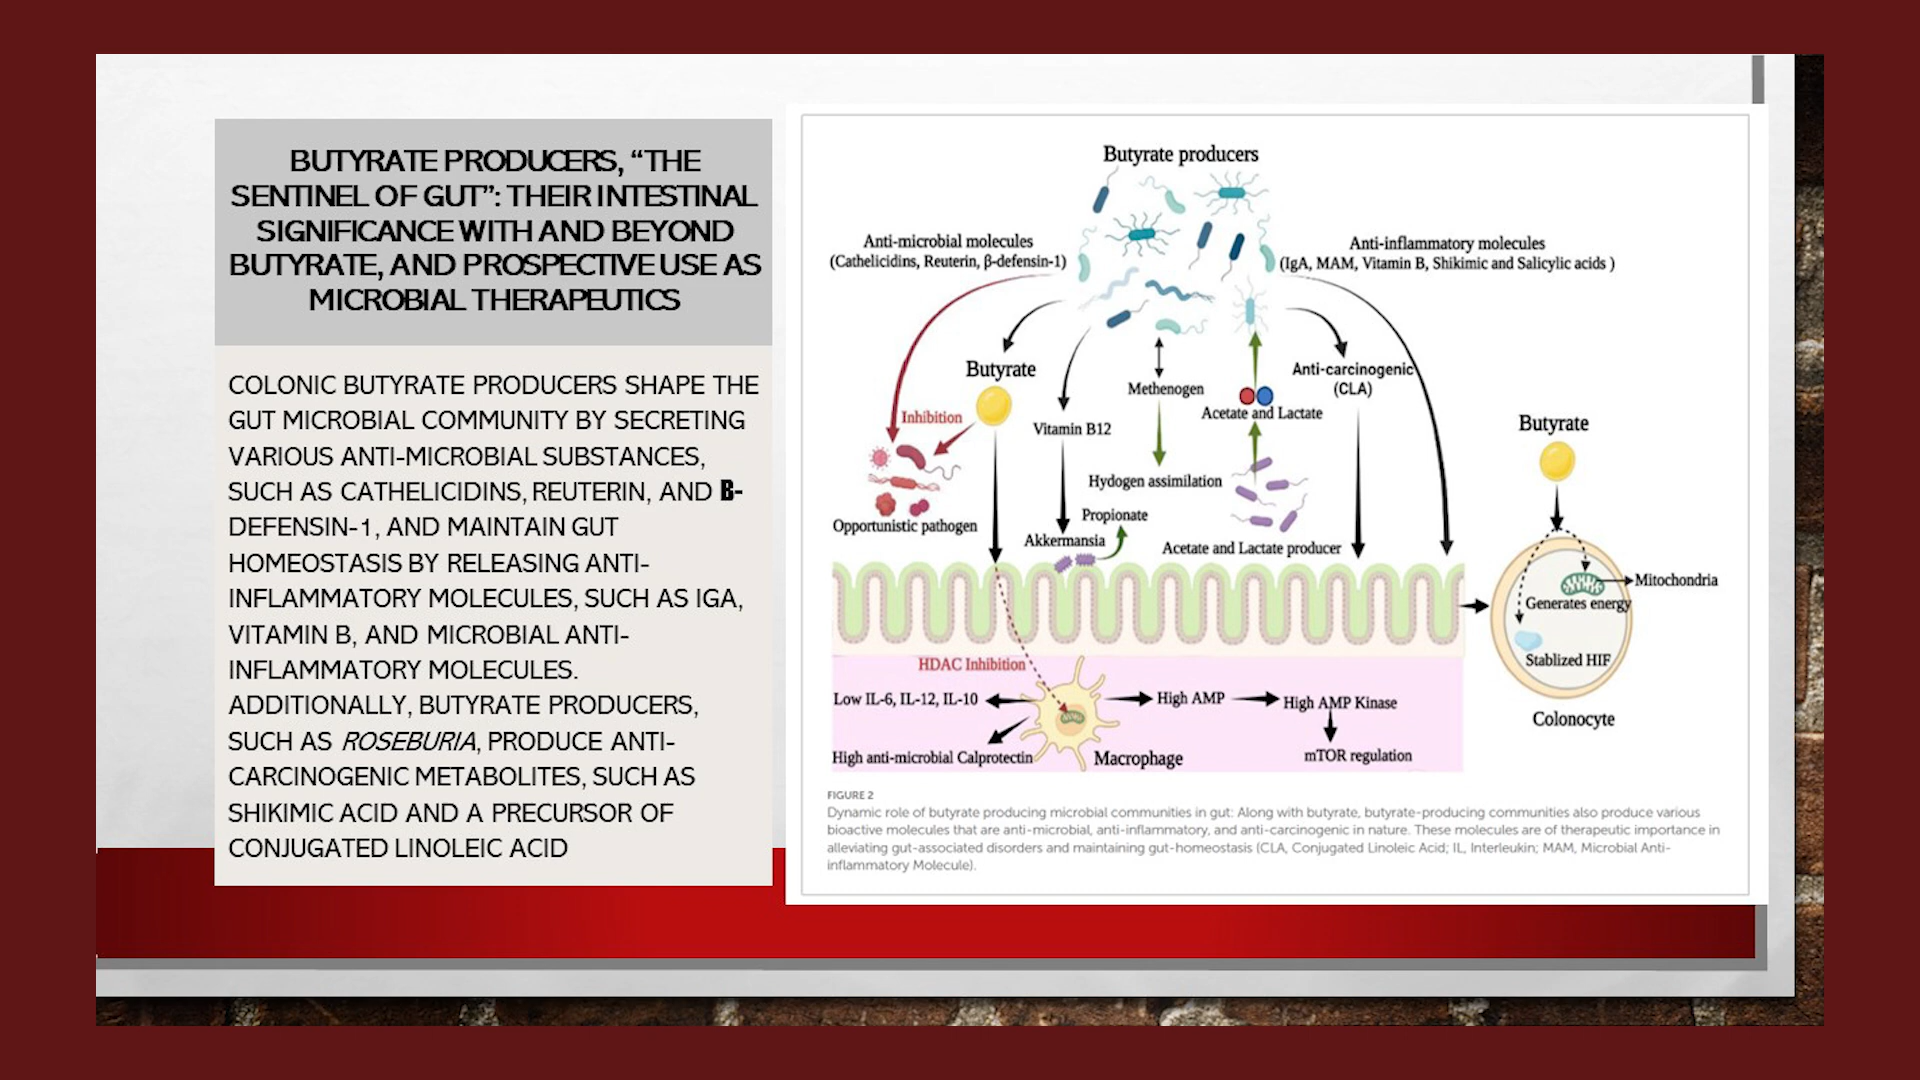 BUTYRATE PRODUCERS, “THE
SENTINEL OF GUT”: THEIR INTESTINAL
SIGNIFICANCE WITH AND BEYOND
BUTYRATE, AND PROSPECTIVE USE AS
MICROBIAL THERAPEUTICS
COLONIC BUTYRATE PRODUCERS SHAPE THE
GUT MICROBIAL COMMUNITY BY SECRETING
VARIOUS ANTI-MICROBIAL SUBSTANCES,
SUCH AS CATHELICIDINS, REUTERIN, AND B-
DEFENSIN-1, AND MAINTAIN GUT
HOMEOSTASIS BY RELEASING ANTI-
INFLAMMATORY MOLECULES, SUCH AS IGA,
VITAMIN B, AND MICROBIAL ANTI-
INFLAMMATORY MOLECULES.
ADDITIONALLY, BUTYRATE PRODUCERS,
SUCH AS ROSEBURIA, PRODUCE ANTI-
CARCINOGENIC METABOLITES, SUCH AS
SHIKIMIC ACID AND A PRECURSOR OF
CONJUGATED LINOLEIC ACID
Butyrate producers
Anti-microbial molecules
(Cathelicidins, Reuterin, β-defensin-1)
Anti-inflammatory molecules
(IgA, MAM, Vitamin B, Shikimic and Salicylic acids )
Butyrate
Inhibition
Vitamin B12
Methenogen
Acetate and Lactate
Anti-carcinogenic
(CLA)
Butyrate
Hydogen assimilation
Propionate
Opportunistic pathogen
Akkermansia
Acetate and Lactate producer
Mitochondria
Generates energy
Stablized HIF
Colonocyte
HDAC Inhibition
Low IL-6, IL-12, IL-10
High AMP
High AMP Kinase
High anti-microbial Calprotectin
Macrophage
mTOR regulation
FIGURE 2
Dynamic role of butyrate producing microbial communities in gut: Along with butyrate, butyrate-producing communities also produce various
bioactive molecules that are anti-microbial, anti-inflammatory, and anti-carcinogenic in nature. These molecules are of therapeutic importance in
alleviating gut-associated disorders and maintaining gut-homeostasis (CLA, Conjugated Linoleic Acid; IL, Interleukin; MAM, Microbial Anti-
inflammatory Molecule).